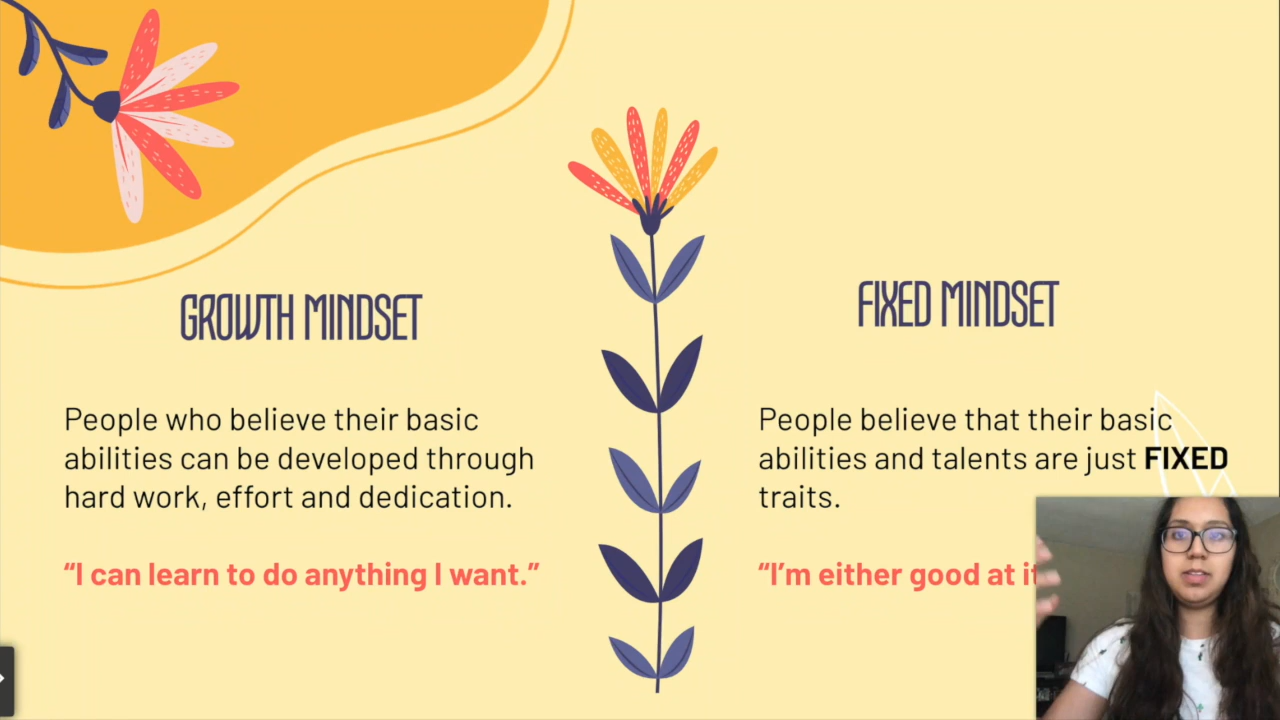 GROWTH MINDSET
People who believe their basic
abilities can be developed through
hard work, effort and dedication.
“I can learn to do anything I want.”
FIXED MINDSET
People believe that their basic
abilities and talents are just FIXED
traits.
“I’m either good at it